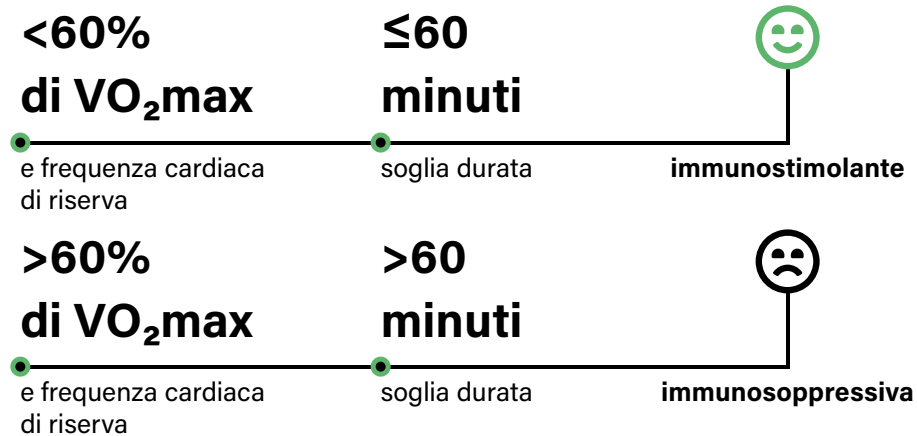 <60%
di VO₂max
e frequenza cardiaca
di riserva
≤60
minuti
soglia durata
immunostimolante
>60%
di VO₂max
e frequenza cardiaca
di riserva
>60
minuti
soglia durata
immunosoppressiva